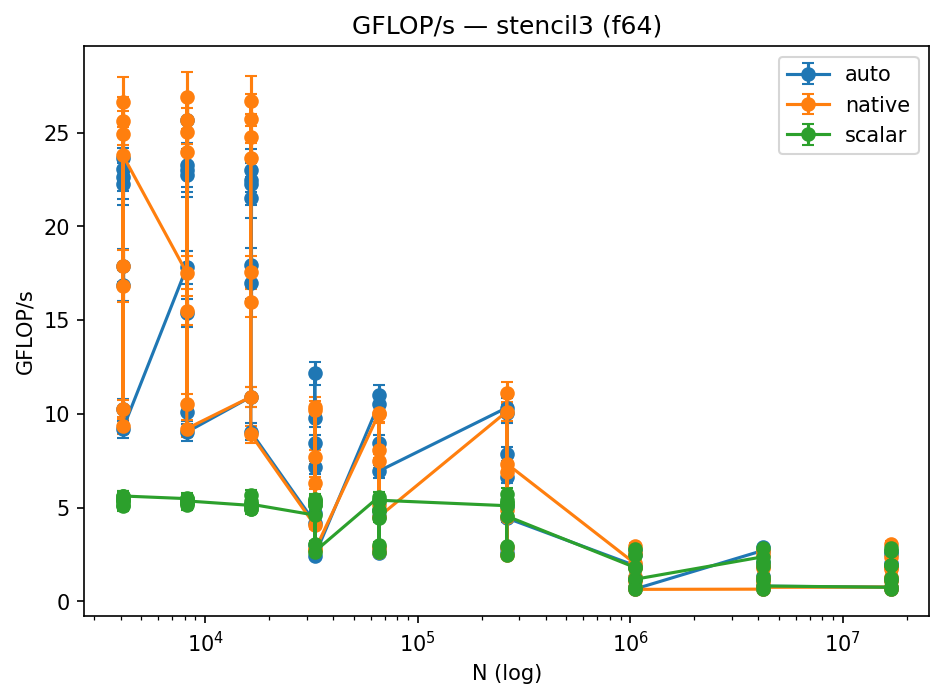 GFLOP/s — stencil3 (f64)
auto
native
scalar
GFLOP/s
25
20
15
10
5
0
10⁴
10⁵
10⁶
10⁷
N (log)